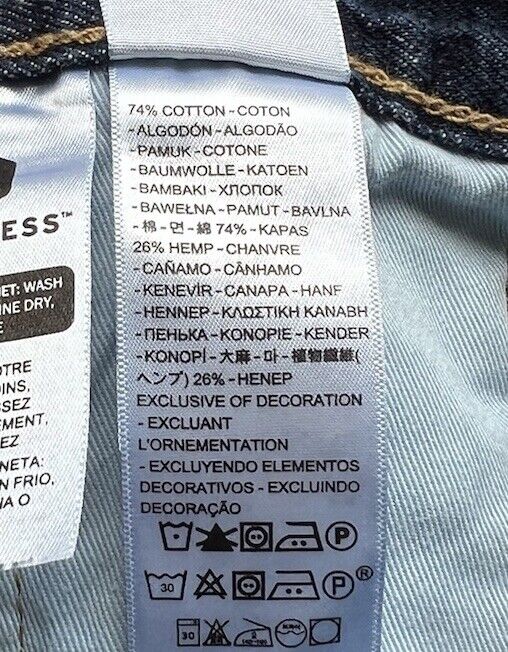 ESS™
ET: WASH
INE DRY,
E
OTRE
OINS,
SSEZ
EMENT,
EZ
NETA:
N FRIO,
IA O
74% COTTON - COTON
- ALGODÓN - ALGODÃO
- PAMUK - COTONE
- BAUMWOLLE - KATOEN
- BAMBAKI - ХЛОПОК
- BAWEŁNA - PAMUT - BAVLNA
- 棉 - 면 - 綿 74% - KAPAS
26% HEMP - CHANVRE
- CAÑAMO - CÂNHAMO
- KENEVİR - CANAPA - HANF
- HENNEP - ΚΛΩΣΤΙΚΗ ΚΑΝΑΒΗ
- ПЕНЬКА - KONOPIE - KENDER
- KONOPÍ - 大麻 - 마 - 植物繊維(
ヘンプ) 26% - HENEP
EXCLUSIVE OF DECORATION
- EXCLUANT
L'ORNEMENTATION
- EXCLUYENDO ELEMENTOS
DECORATIVOS - EXCLUINDO
DECORAÇÃO
P
30 P®
30